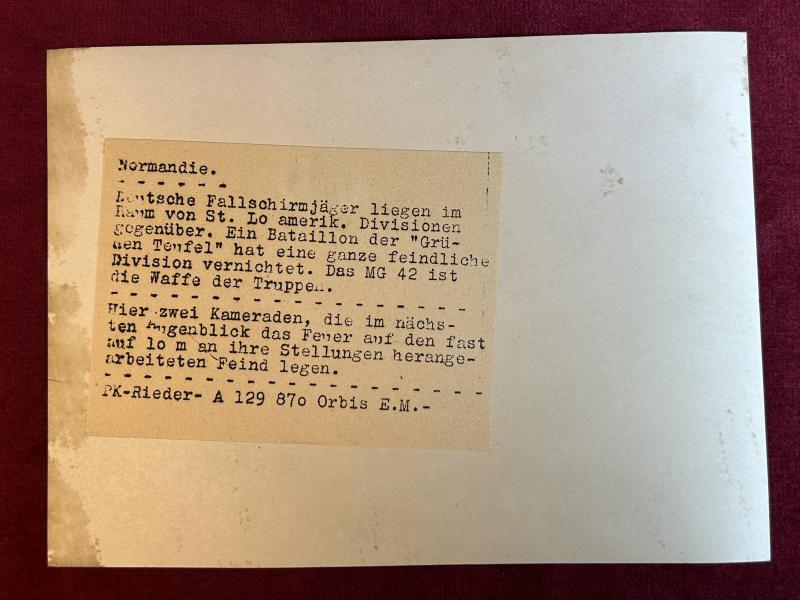 Normandie.
- - - - - -
Deutsche Fallschirmjäger liegen im
Raum von St. Lo amerik. Divisionen
gegenüber. Ein Bataillon der "Grü-
nen Teufel" hat eine ganze feindliche
Division vernichtet. Das MG 42 ist
die Waffe der Truppen.
- - - - - - - - - - - - - - - - - -
Hier zwei Kameraden, die im nächs-
ten Augenblick das Feuer auf den fast
auf lo m an ihre Stellungen herange-
arbeiteten Feind legen.
- - - - - - - - - - - - - - - - - - -
PK-Rieder- A 129 87o Orbis E.M.-